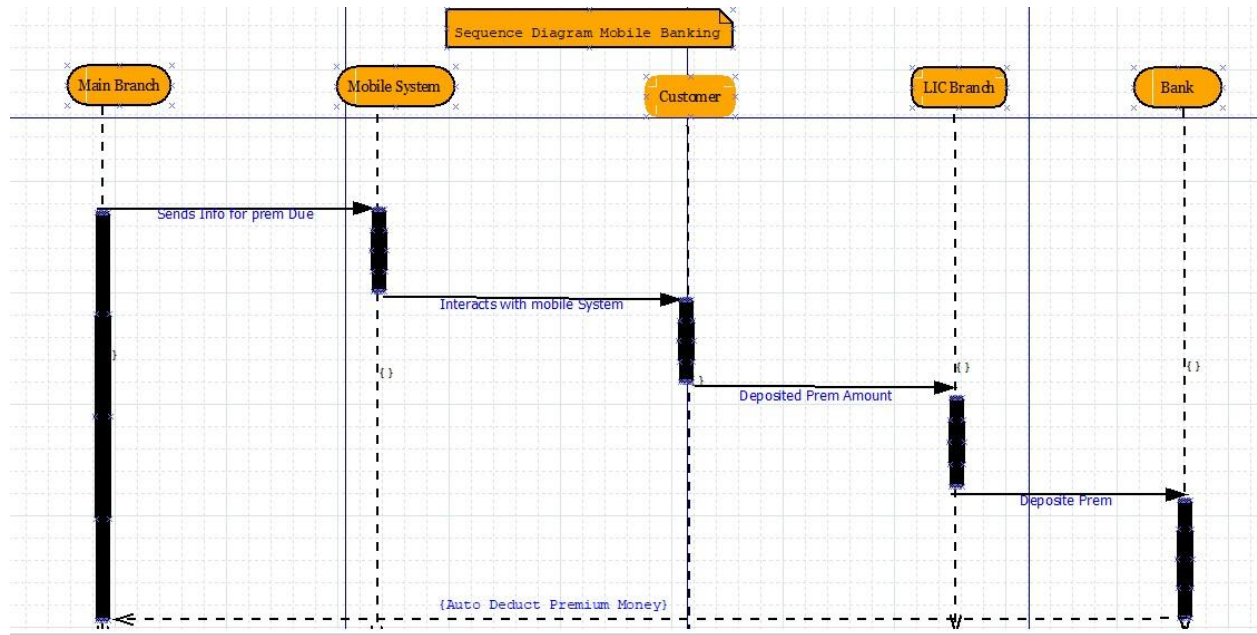 Sequence Diagram Mobile Banking
Main Branch
Mobile System
Customer
LIC Branch
Bank
Sends Info for prem Due
Interacts with mobile System
}
{}
{}
{}
}
Deposited Prem Amount
Deposite Prem
{Auto Deduct Premium Money}